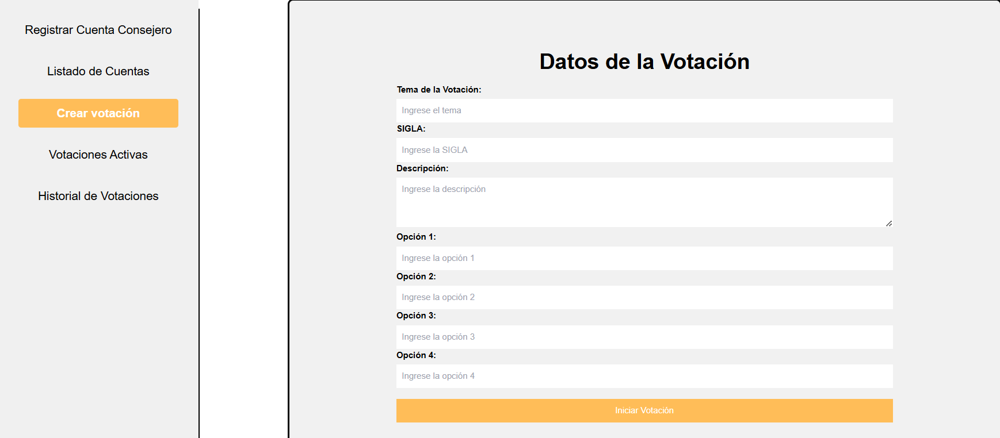 Registrar Cuenta Consejero
Listado de Cuentas
Crear votación
Votaciones Activas
Historial de Votaciones
Datos de la Votación
Tema de la Votación:
Ingrese el tema
SIGLA:
Ingrese la SIGLA
Descripción:
Ingrese la descripción
Opción 1:
Ingrese la opción 1
Opción 2:
Ingrese la opción 2
Opción 3:
Ingrese la opción 3
Opción 4:
Ingrese la opción 4
Iniciar Votación